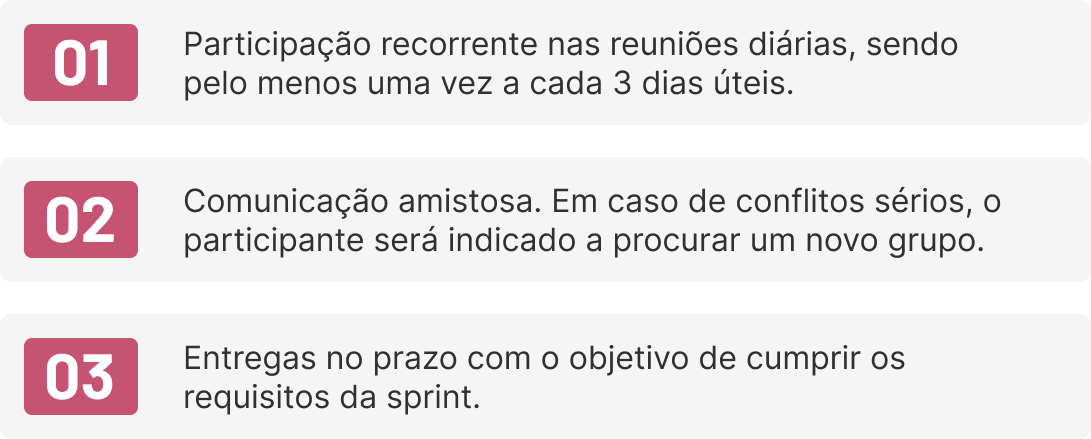 01
Participação recorrente nas reuniões diárias, sendo
pelo menos uma vez a cada 3 dias úteis.
02
Comunicação amistosa. Em caso de conflitos sérios, o
participante será indicado a procurar um novo grupo.
03
Entregas no prazo com o objetivo de cumprir os
requisitos da sprint.